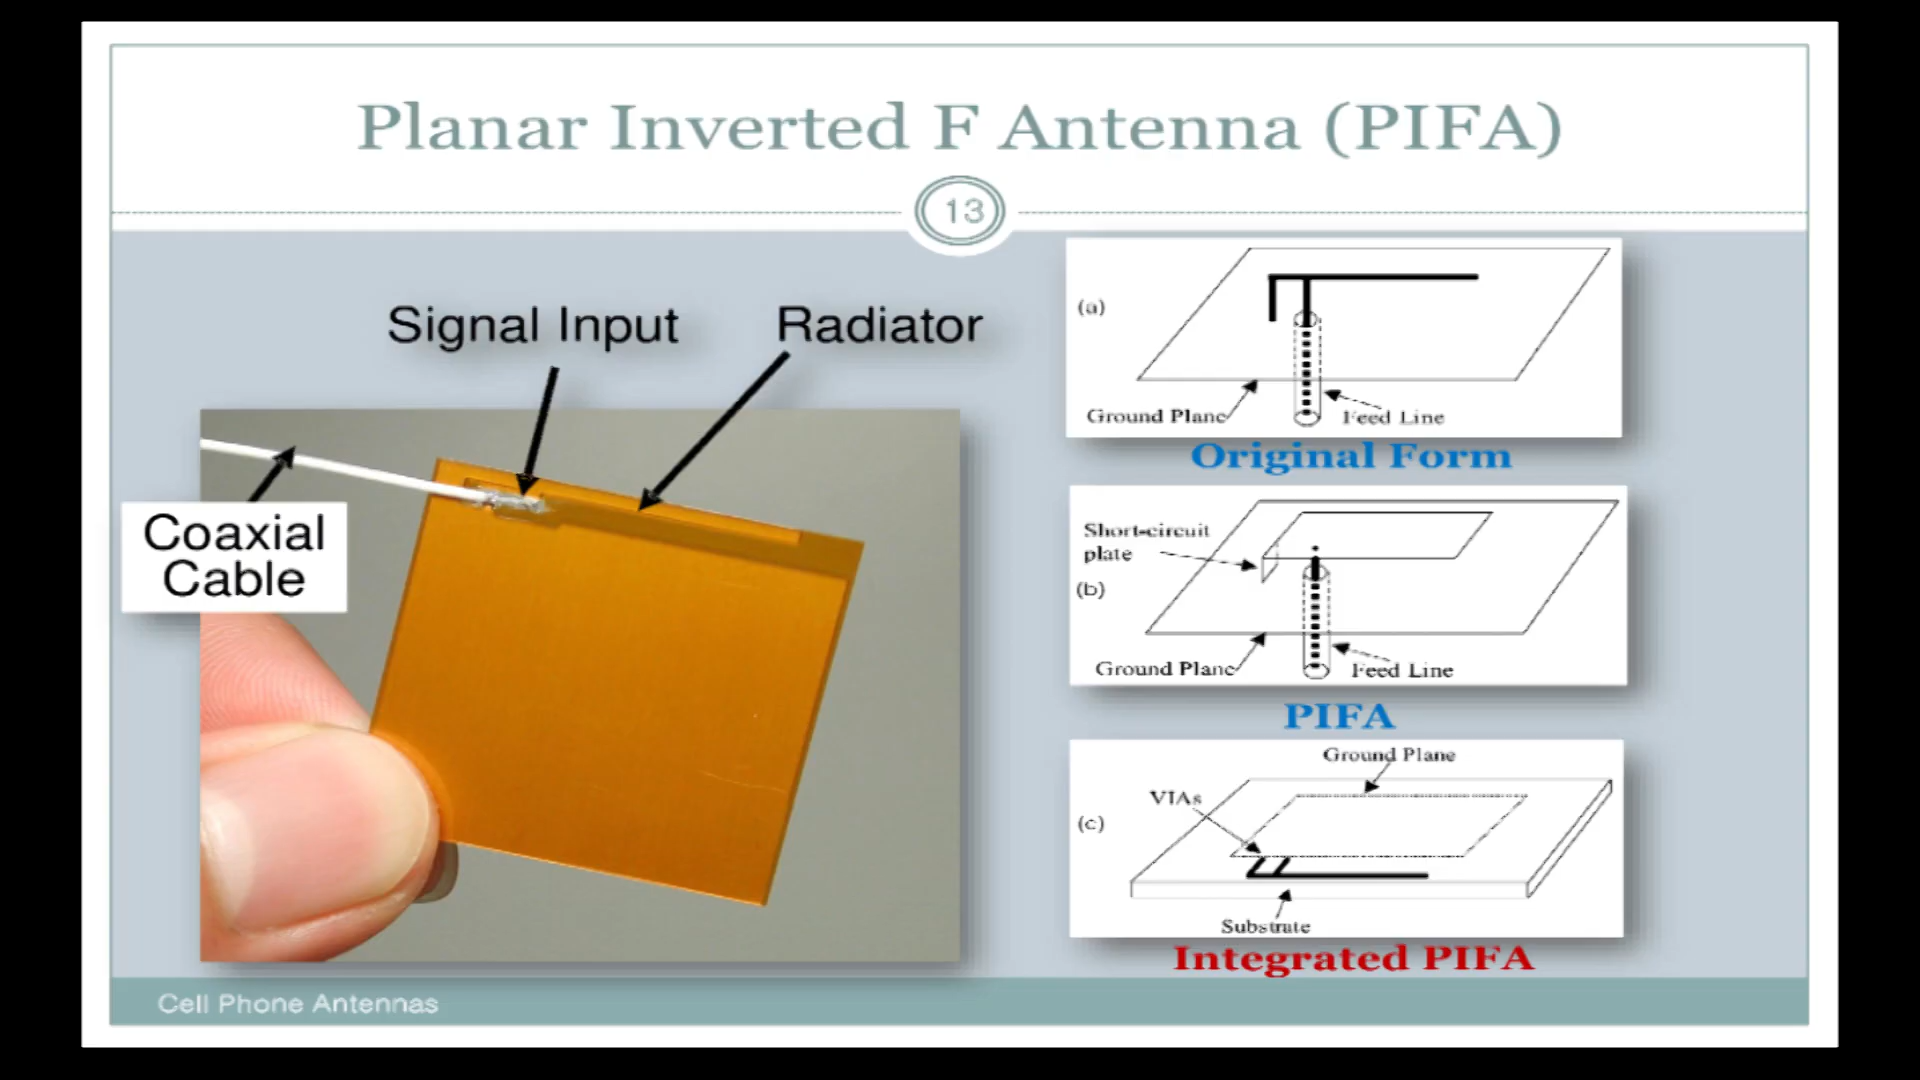 Planar Inverted F Antenna (PIFA)
13
Signal Input
Radiator
Coaxial
Cable
(a)
Ground Plane
Feed Line
Original Form
Short-circuit
plate
(b)
Ground Plane
Feed Line
PIFA
Ground Plane
VIAs
(c)
Substrate
Integrated PIFA
Cell Phone Antennas